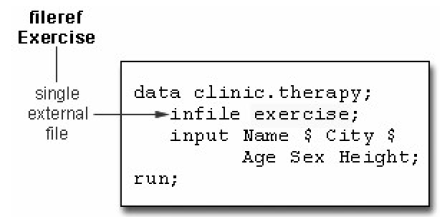 fileref
Exercise
single
external
file
data clinic.therapy;
infile exercise;
input Name $ City $
Age Sex Height;
run;